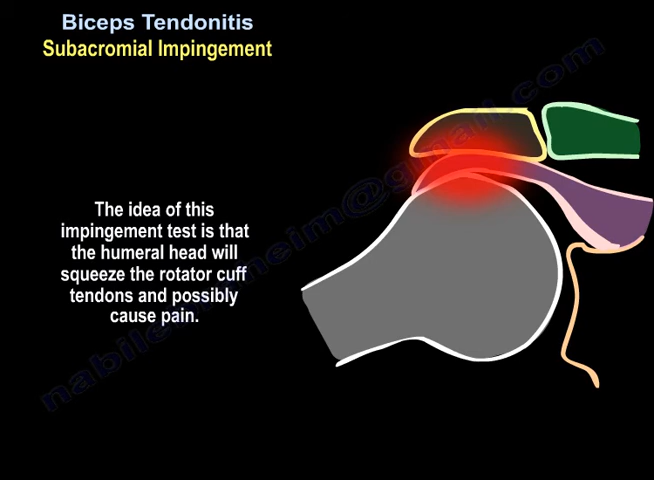 Biceps Tendonitis
Subacromial Impingement
The idea of this
impingement test is that
the humeral head will
squeeze the rotator cuff
tendons and possibly
cause pain.